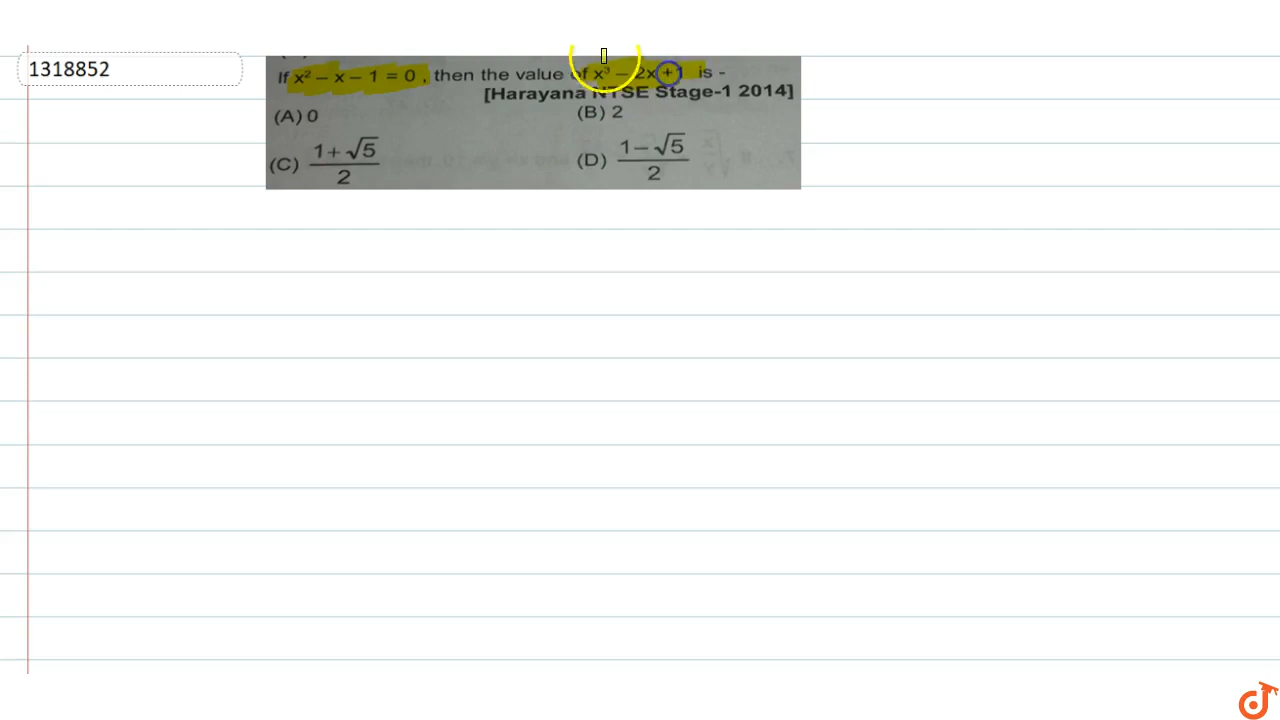 1318852
If x² – x – 1 = 0 , then the value of x³ – 2x + 1 is -
[Harayana NTSE Stage-1 2014]
(A) 0 (B) 2
(C) (1+ √5)/2 (D) (1– √5)/2